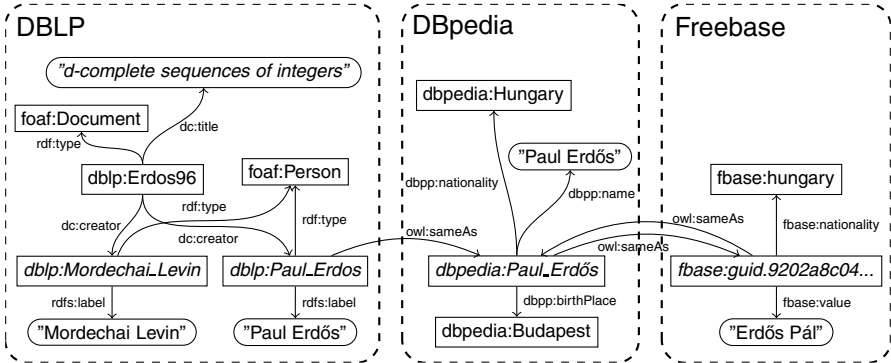 DBLP
DBpedia
Freebase
"d-complete sequences of integers"
dbpedia:Hungary
foaf:Document
dc:title
rdf:type
"Paul Erdős"
dblp:Erdos96
foaf:Person
fbase:hungary
dbpp:nationality
dbpp:name
rdf:type
rdf:type
dc:creator
dc:creator
owl:sameAs
owl:sameAs
owl:sameAs
fbase:nationality
dblp:Mordechai_Levin
dblp:Paul_Erdos
dbpedia:Paul_Erdős
fbase:guid.9202a8c04...
rdfs:label
rdfs:label
dbpp:birthPlace
fbase:value
"Mordechai Levin"
"Paul Erdős"
dbpedia:Budapest
"Erdős Pál"